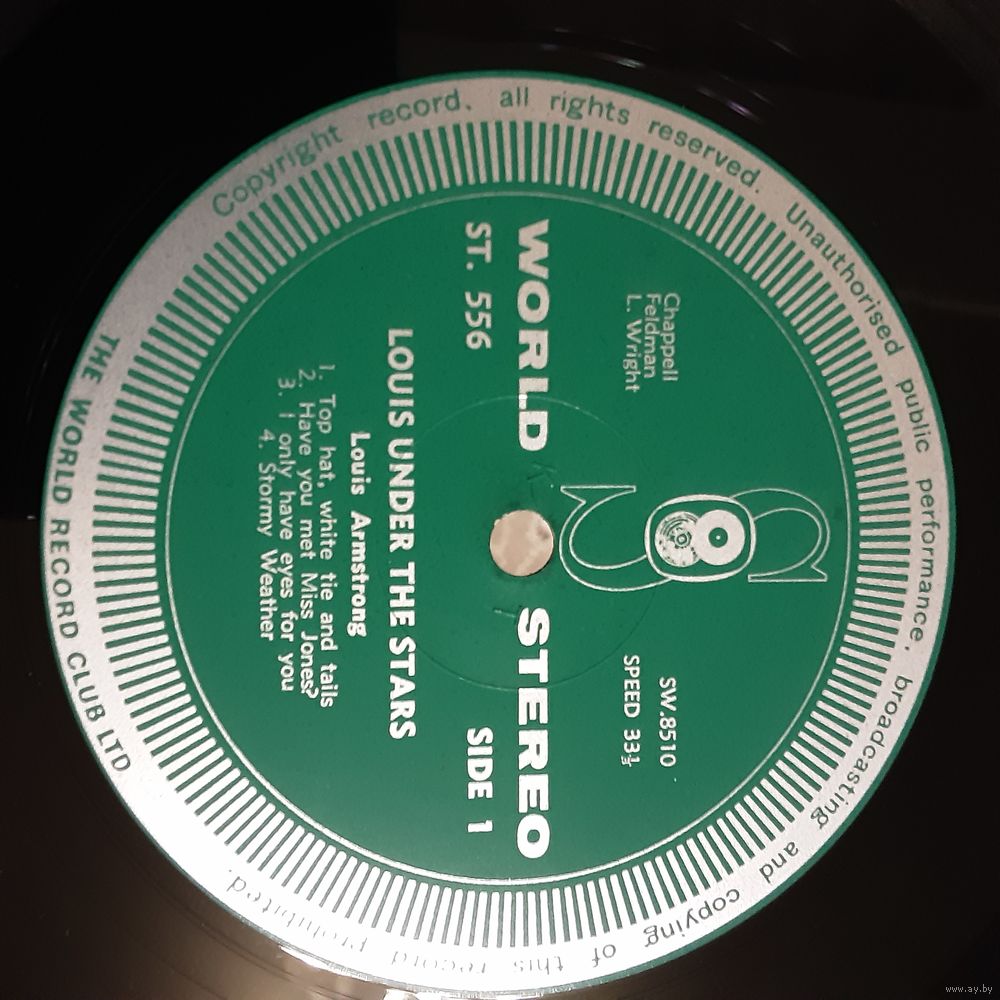 Copyright record. all rights reserved. Unauthorised public performance, broadcasting and copying of this record Prohibited.
SW.8510
SPEED 33⅓
Chappell
Feldman
L. Wright
WORLD STEREO
ST. 556
SIDE 1
LOUIS UNDER THE STARS
Louis Armstrong
1. Top hat, white tie and tails
2. Have you met Miss Jones?
3. I only have eyes for you
4. Stormy Weather
THE WORLD RECORD CLUB LTD
www.ay.by